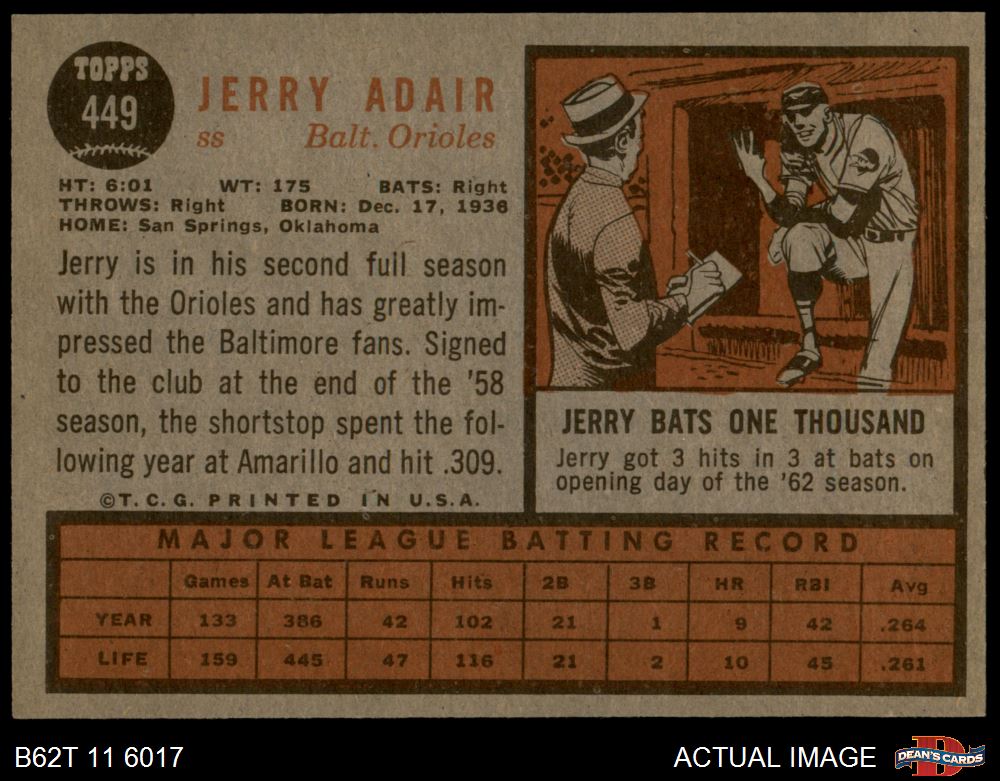 TOPPS
449
JERRY ADAIR
ss Balt. Orioles
HT: 6:01 WT: 175 BATS: Right
THROWS: Right BORN: Dec. 17, 1936
HOME: San Springs, Oklahoma
Jerry is in his second full season
with the Orioles and has greatly im-
pressed the Baltimore fans. Signed
to the club at the end of the '58
season, the shortstop spent the fol-
lowing year at Amarillo and hit .309.
©T.C.G. PRINTED IN U.S.A.
JERRY BATS ONE THOUSAND
Jerry got 3 hits in 3 at bats on
opening day of the '62 season.
MAJOR LEAGUE BATTING RECORD
Games At Bat Runs Hits 2B 3B HR RBI Avg
YEAR 133 386 42 102 21 1 9 42 .264
LIFE 159 445 47 116 21 2 10 45 .261
B62T 11 6017
ACTUAL IMAGE
D
DEAN'S CARDS